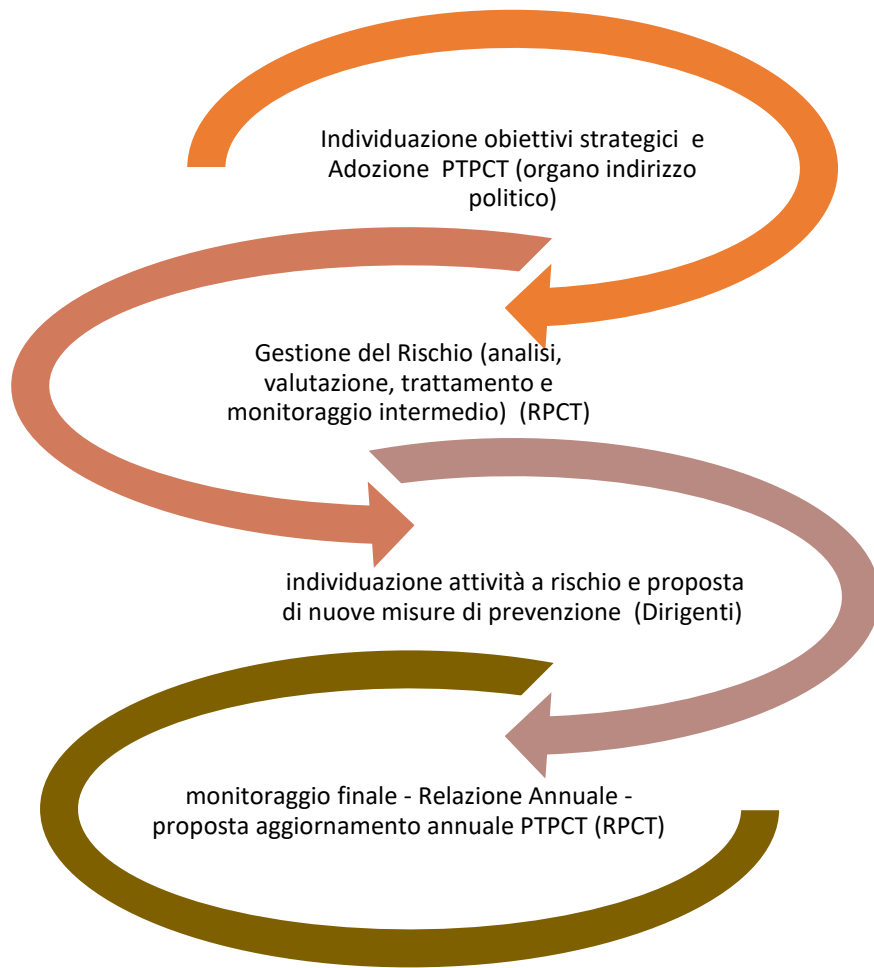 Individuazione obiettivi strategici e
Adozione PTPCT (organo indirizzo
politico)
Gestione del Rischio (analisi,
valutazione, trattamento e
monitoraggio intermedio) (RPCT)
individuazione attività a rischio e proposta
di nuove misure di prevenzione (Dirigenti)
monitoraggio finale - Relazione Annuale -
proposta aggiornamento annuale PTPCT (RPCT)